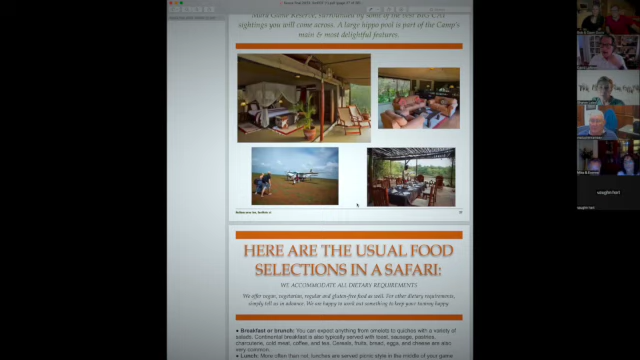 Mara Game Reserve, surrounded by some of the best BIG CAT
sightings you will come across. A large hippo pool is part of the Camp's
main & most delightful features.
HERE ARE THE USUAL FOOD
SELECTIONS IN A SAFARI:
WE ACCOMMODATE ALL DIETARY REQUIREMENTS
We offer vegan, vegetarian, regular and gluten-free food as well. For other dietary requirements,
simply tell us in advance. We are happy to work out something to keep your tummy happy.
● Breakfast or brunch: You can expect anything from omelets to quiches with a variety of
salads. Continental breakfast is also typically served with toast, sausage, pastries,
charcuterie, cold meat, coffee, and tea. Cereals, fruits, bread, eggs, and cheese are also
very common.
● Lunch: More often than not, lunches are served picnic style in the middle of your game